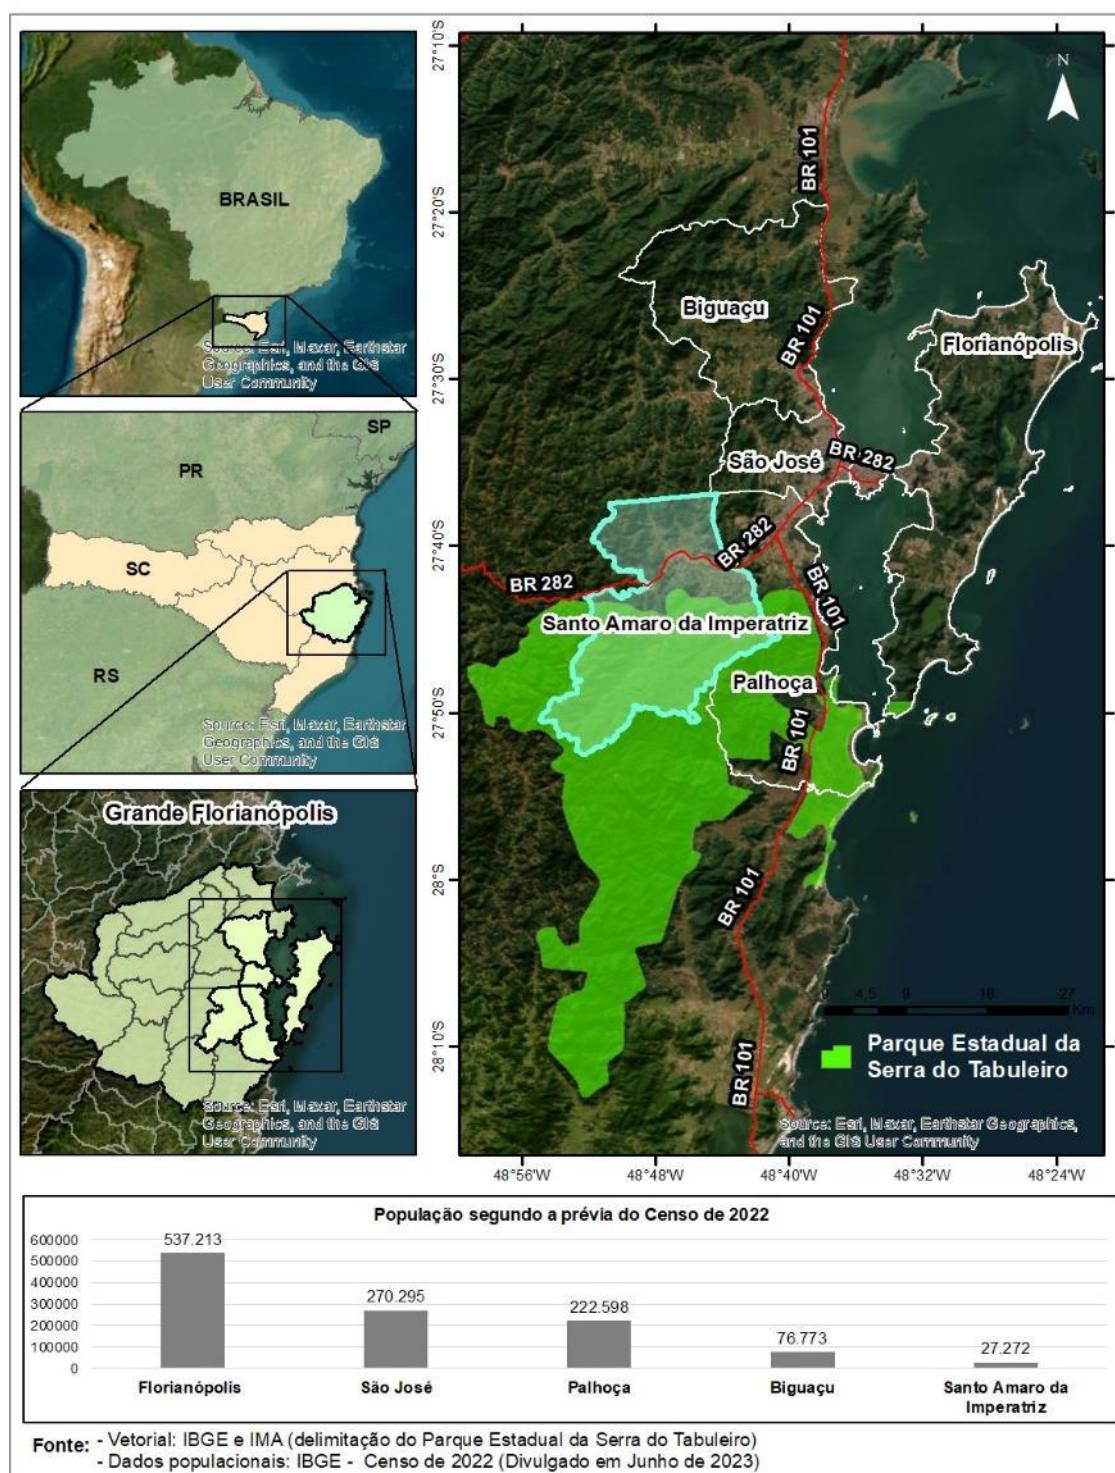 BRASIL
Source: Esri, Maxar, Earthstar
Geographics, and the GIS
User Community
SP
PR
SC
RS
Source: Esri, Maxar, Earthstar
Geographics, and the GIS
User Community
Grande Florianópolis
Source: Esri, Maxar, Earthstar
Geographics, and the GIS
User Community
27°10'S
27°20'S
27°30'S
27°40'S
27°50'S
28°S
28°10'S
N
BR 101
Biguaçu
BR 101
Florianópolis
São José
BR 282
BR 282
BR 282
BR 101
Santo Amaro da Imperatriz
Palhoça
BR 101
BR 101
BR 101
0 4,5 9 18 27
Km
Parque Estadual da
Serra do Tabuleiro
Source: Esri, Maxar, Earthstar Geographics,
and the GIS User Community
48°56'W 48°48'W 48°40'W 48°32'W 48°24'W
População segundo a prévia do Censo de 2022
600000
500000
400000
300000
200000
100000
0
537.213
270.295
222.598
76.773
27.272
Florianópolis
São José
Palhoça
Biguaçu
Santo Amaro da
Imperatriz
Fonte: - Vetorial: IBGE e IMA (delimitação do Parque Estadual da Serra do Tabuleiro)
- Dados populacionais: IBGE - Censo de 2022 (Divulgado em Junho de 2023)